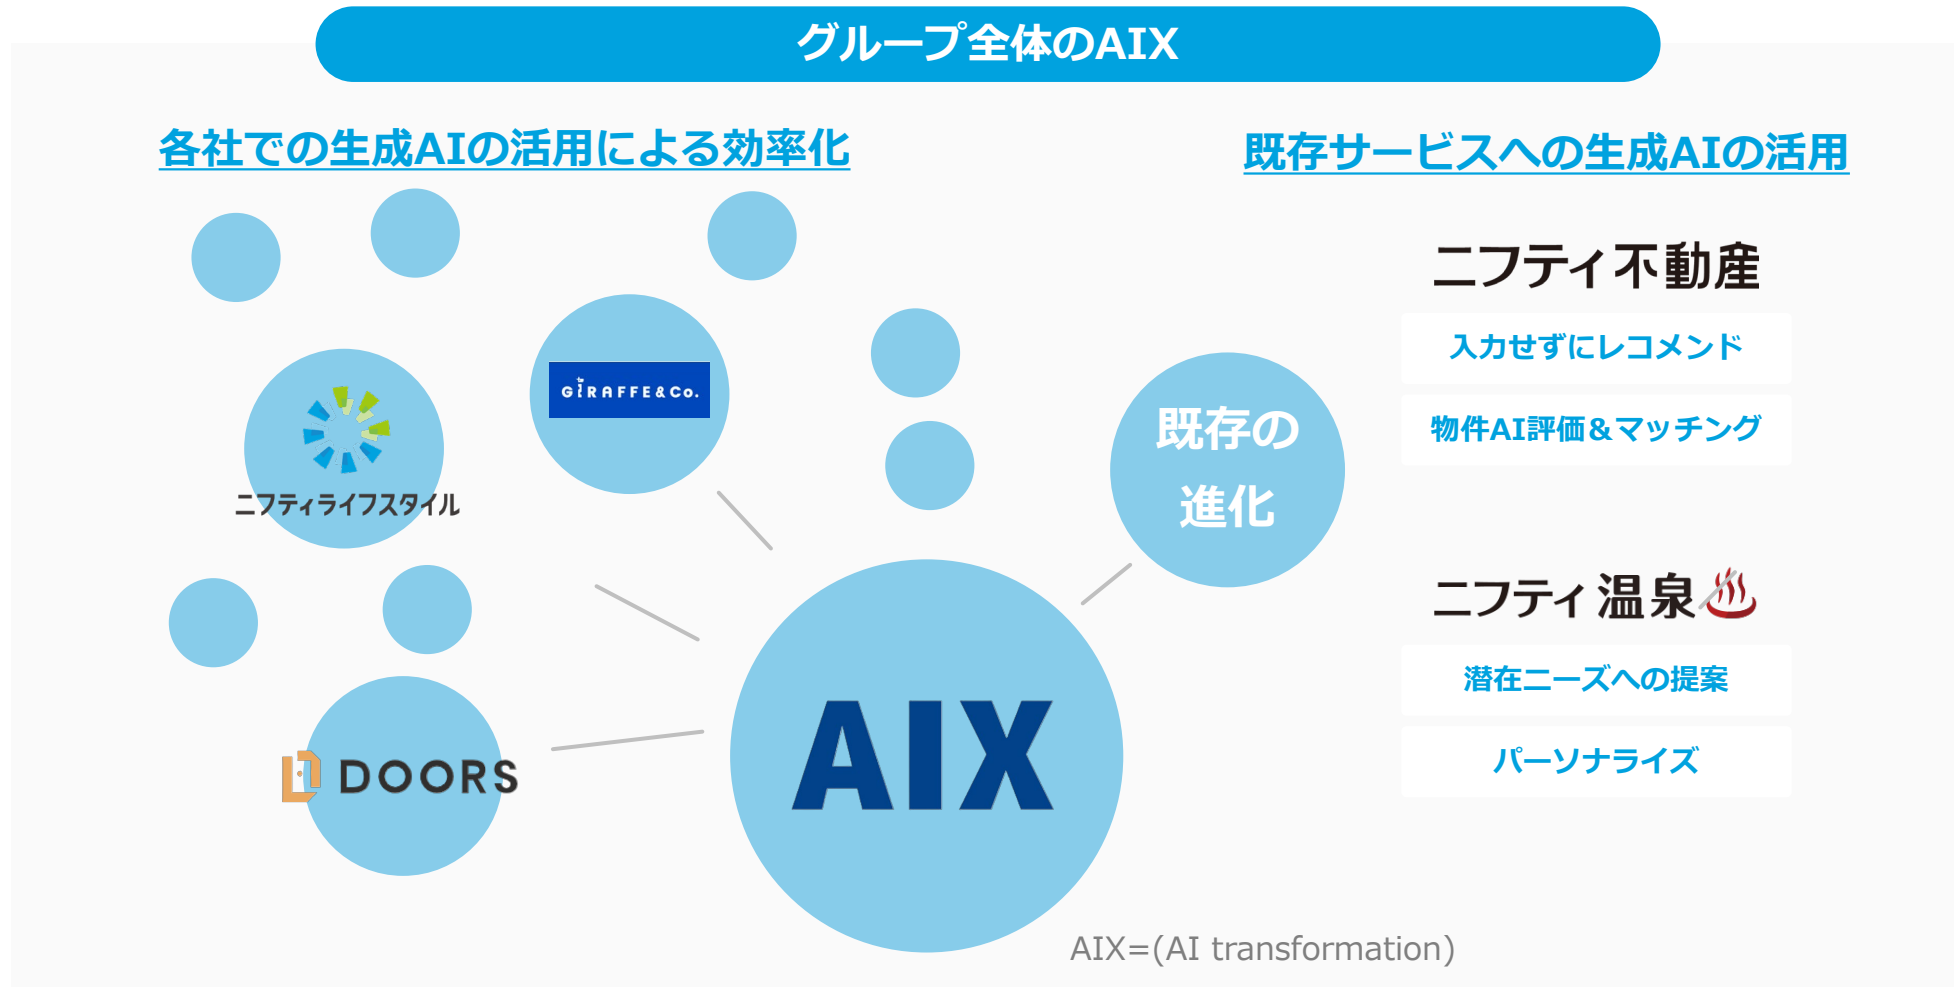 グループ全体のAIX
各社での生成AIの活用による効率化
GIRAFFE&Co.
ニフティライフスタイル
DOORS
AIX
既存の
進化
既存サービスへの生成AIの活用
ニフティ不動産
入力せずにレコメンド
物件AI評価＆マッチング
ニフティ温泉
潜在ニーズへの提案
パーソナライズ
AIX=(AI transformation)